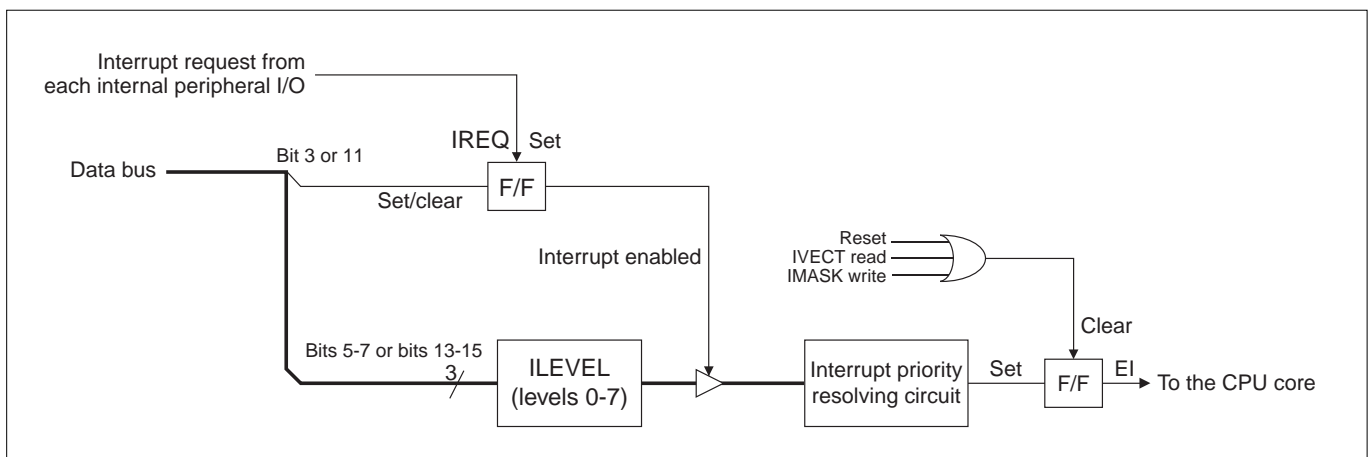 Interrupt request from
each internal peripheral I/O
IREQ Set
Data bus
Bit 3 or 11
F/F
Set/clear
Interrupt enabled
Reset
IVECT read
IMASK write
Clear
Bits 5-7 or bits 13-15
3
ILEVEL
(levels 0-7)
Interrupt priority
resolving circuit
Set
F/F
EI
To the CPU core